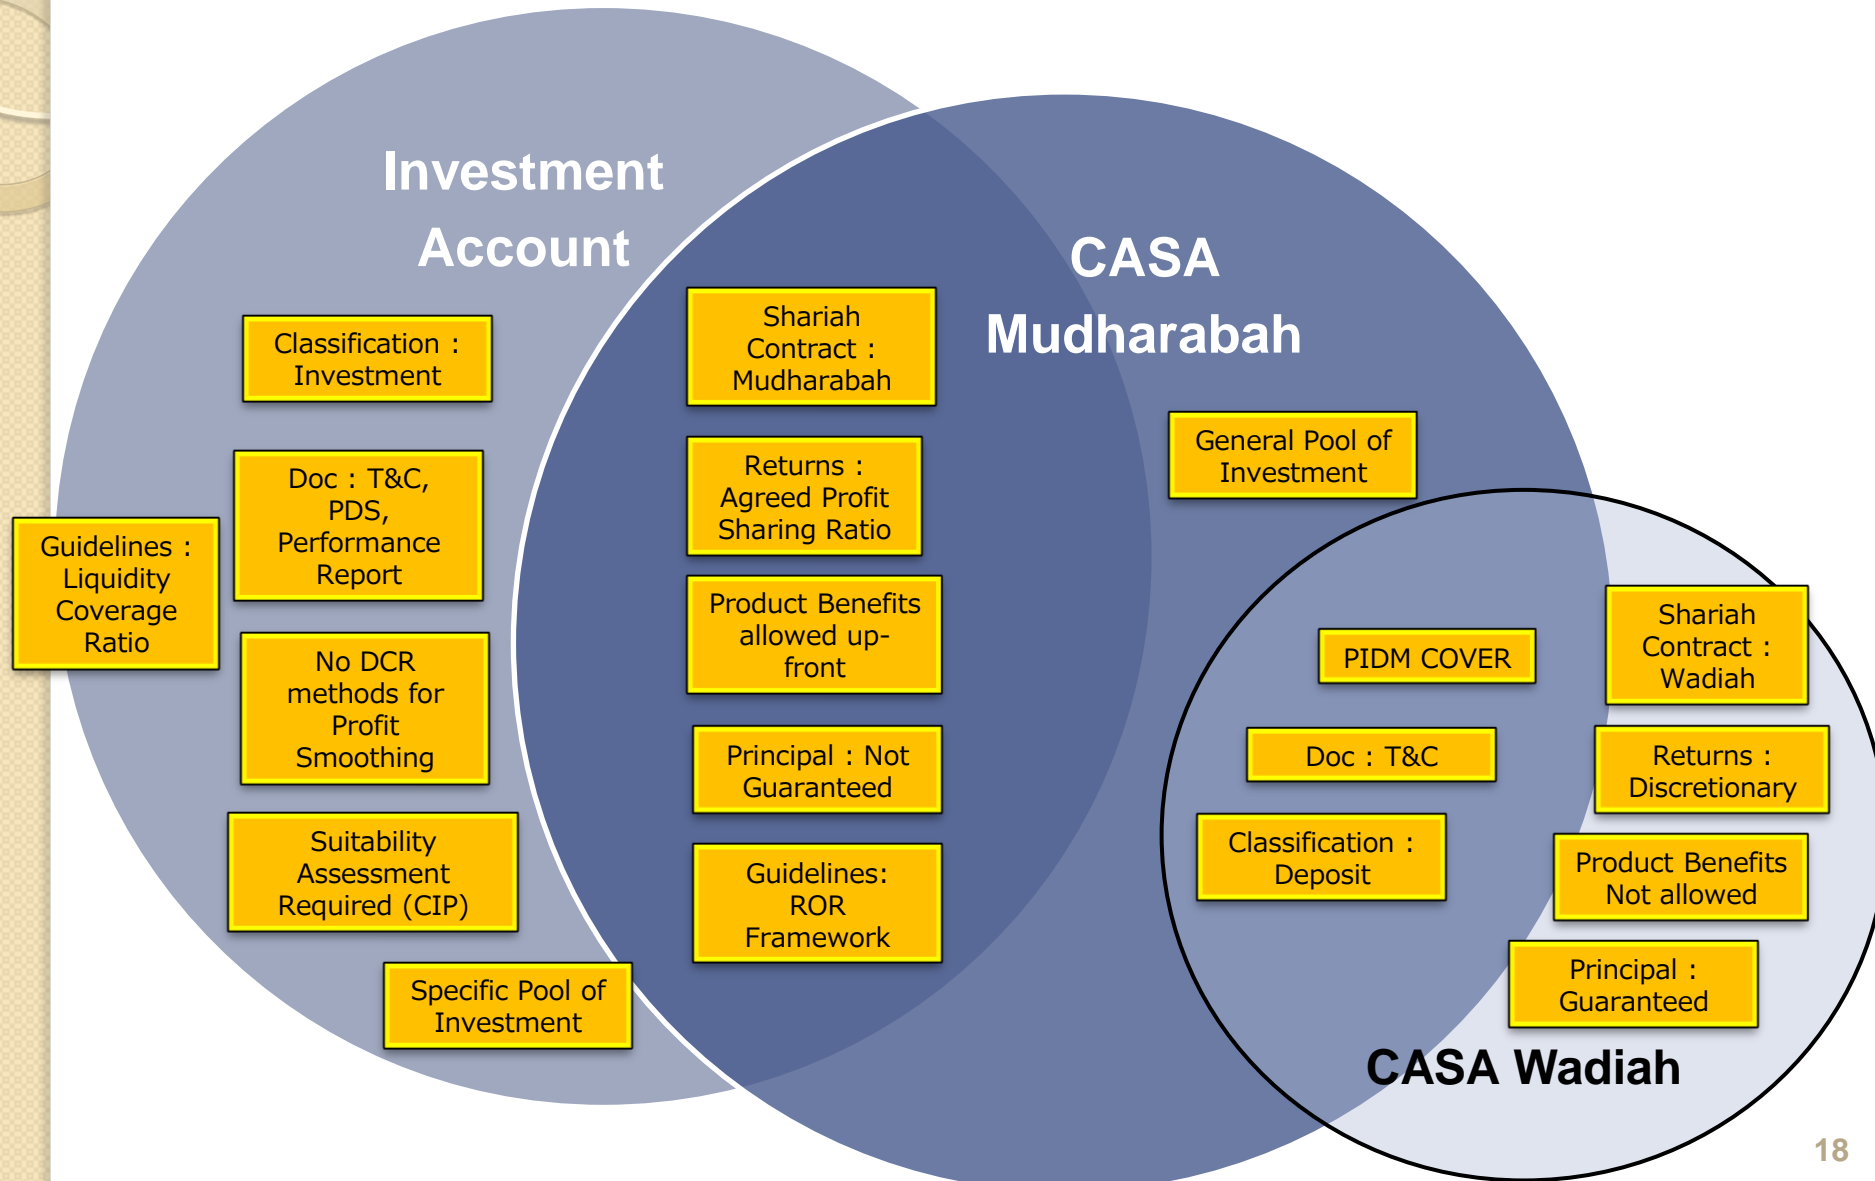 Investment
Account
CASA
Mudharabah
Classification :
Investment
Doc : T&C,
PDS,
Performance
Report
Guidelines :
Liquidity
Coverage
Ratio
No DCR
methods for
Profit
Smoothing
Suitability
Assessment
Required (CIP)
Specific Pool of
Investment
Shariah
Contract :
Mudharabah
Returns :
Agreed Profit
Sharing Ratio
Product Benefits
allowed up-
front
Principal : Not
Guaranteed
Guidelines:
ROR
Framework
General Pool of
Investment
PIDM COVER
Doc : T&C
Classification :
Deposit
Shariah
Contract :
Wadiah
Returns :
Discretionary
Product Benefits
Not allowed
Principal :
Guaranteed
CASA Wadiah
18